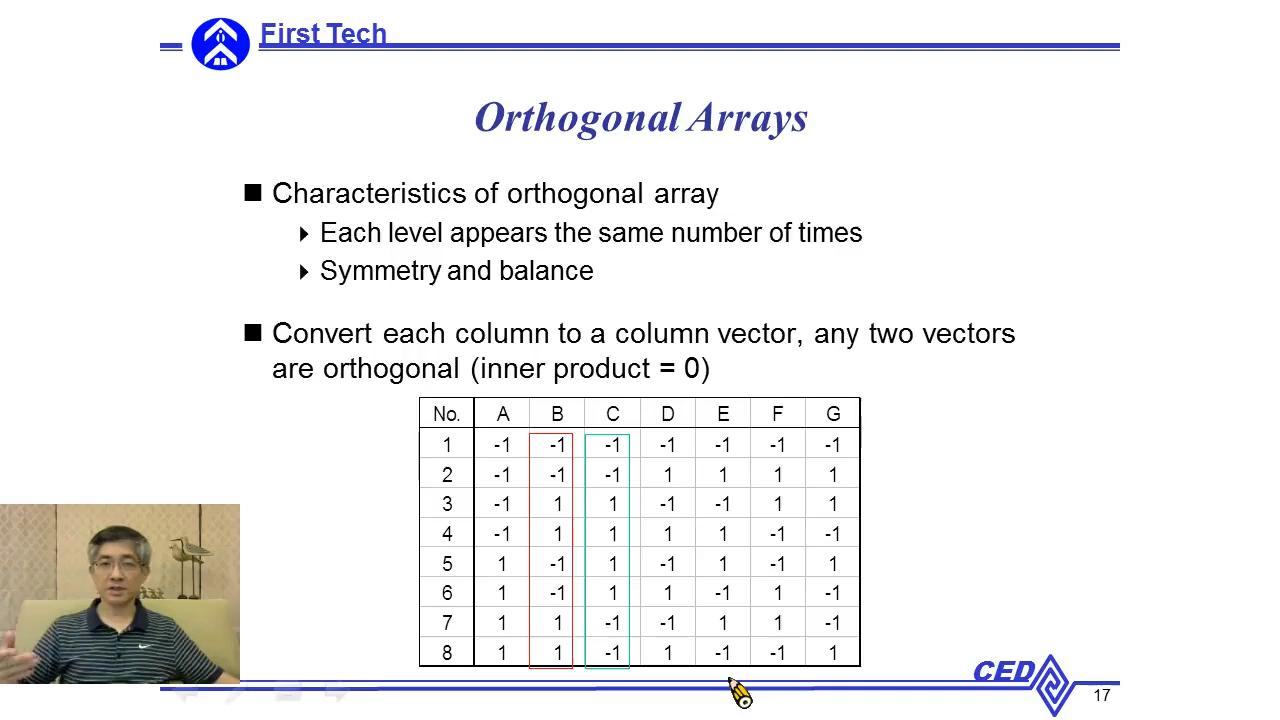 First Tech
Orthogonal Arrays
Characteristics of orthogonal array
Each level appears the same number of times
Symmetry and balance
Convert each column to a column vector, any two vectors
are orthogonal (inner product = 0)
No. A B C D E F G
1 -1 -1 -1 -1 -1 -1 -1
2 -1 -1 -1 1 1 1 1
3 -1 1 1 -1 -1 1 1
4 -1 1 1 1 1 -1 -1
5 1 -1 1 -1 1 -1 1
6 1 -1 1 1 -1 1 -1
7 1 1 -1 -1 1 1 -1
8 1 1 -1 1 -1 -1 1
CED
17